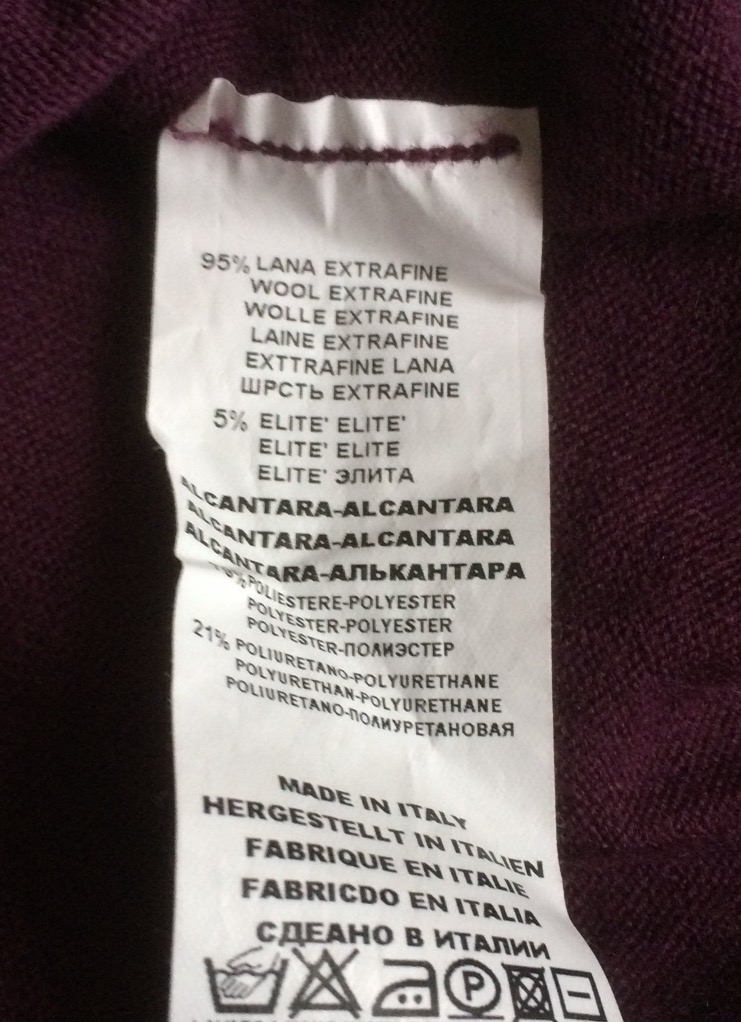 95% LANA EXTRAFINE
WOOL EXTRAFINE
WOLLE EXTRAFINE
LAINE EXTRAFINE
EXTTRAFINE LANA
ШРСТЬ EXTRAFINE
5% ELITE' ELITE'
ELITE' ELITE
ELITE' ЭЛИТА
ALCANTARA-ALCANTARA
ALCANTARA-ALCANTARA
ALCANTARA-АЛЬКАНТАРА
POLIESTERE-POLYESTER
POLYESTER-POLYESTER
POLYESTER-ПОЛИЭСТЕР
21% POLIURETANO-POLYURETHANE
POLYURETHAN-POLYURETHANE
POLIURETANO-ПОЛИУРЕТАНОВАЯ
MADE IN ITALY
HERGESTELLT IN ITALIEN
FABRIQUE EN ITALIE
FABRICDO EN ITALIA
СДЕАНО В ИТАЛИИ
P